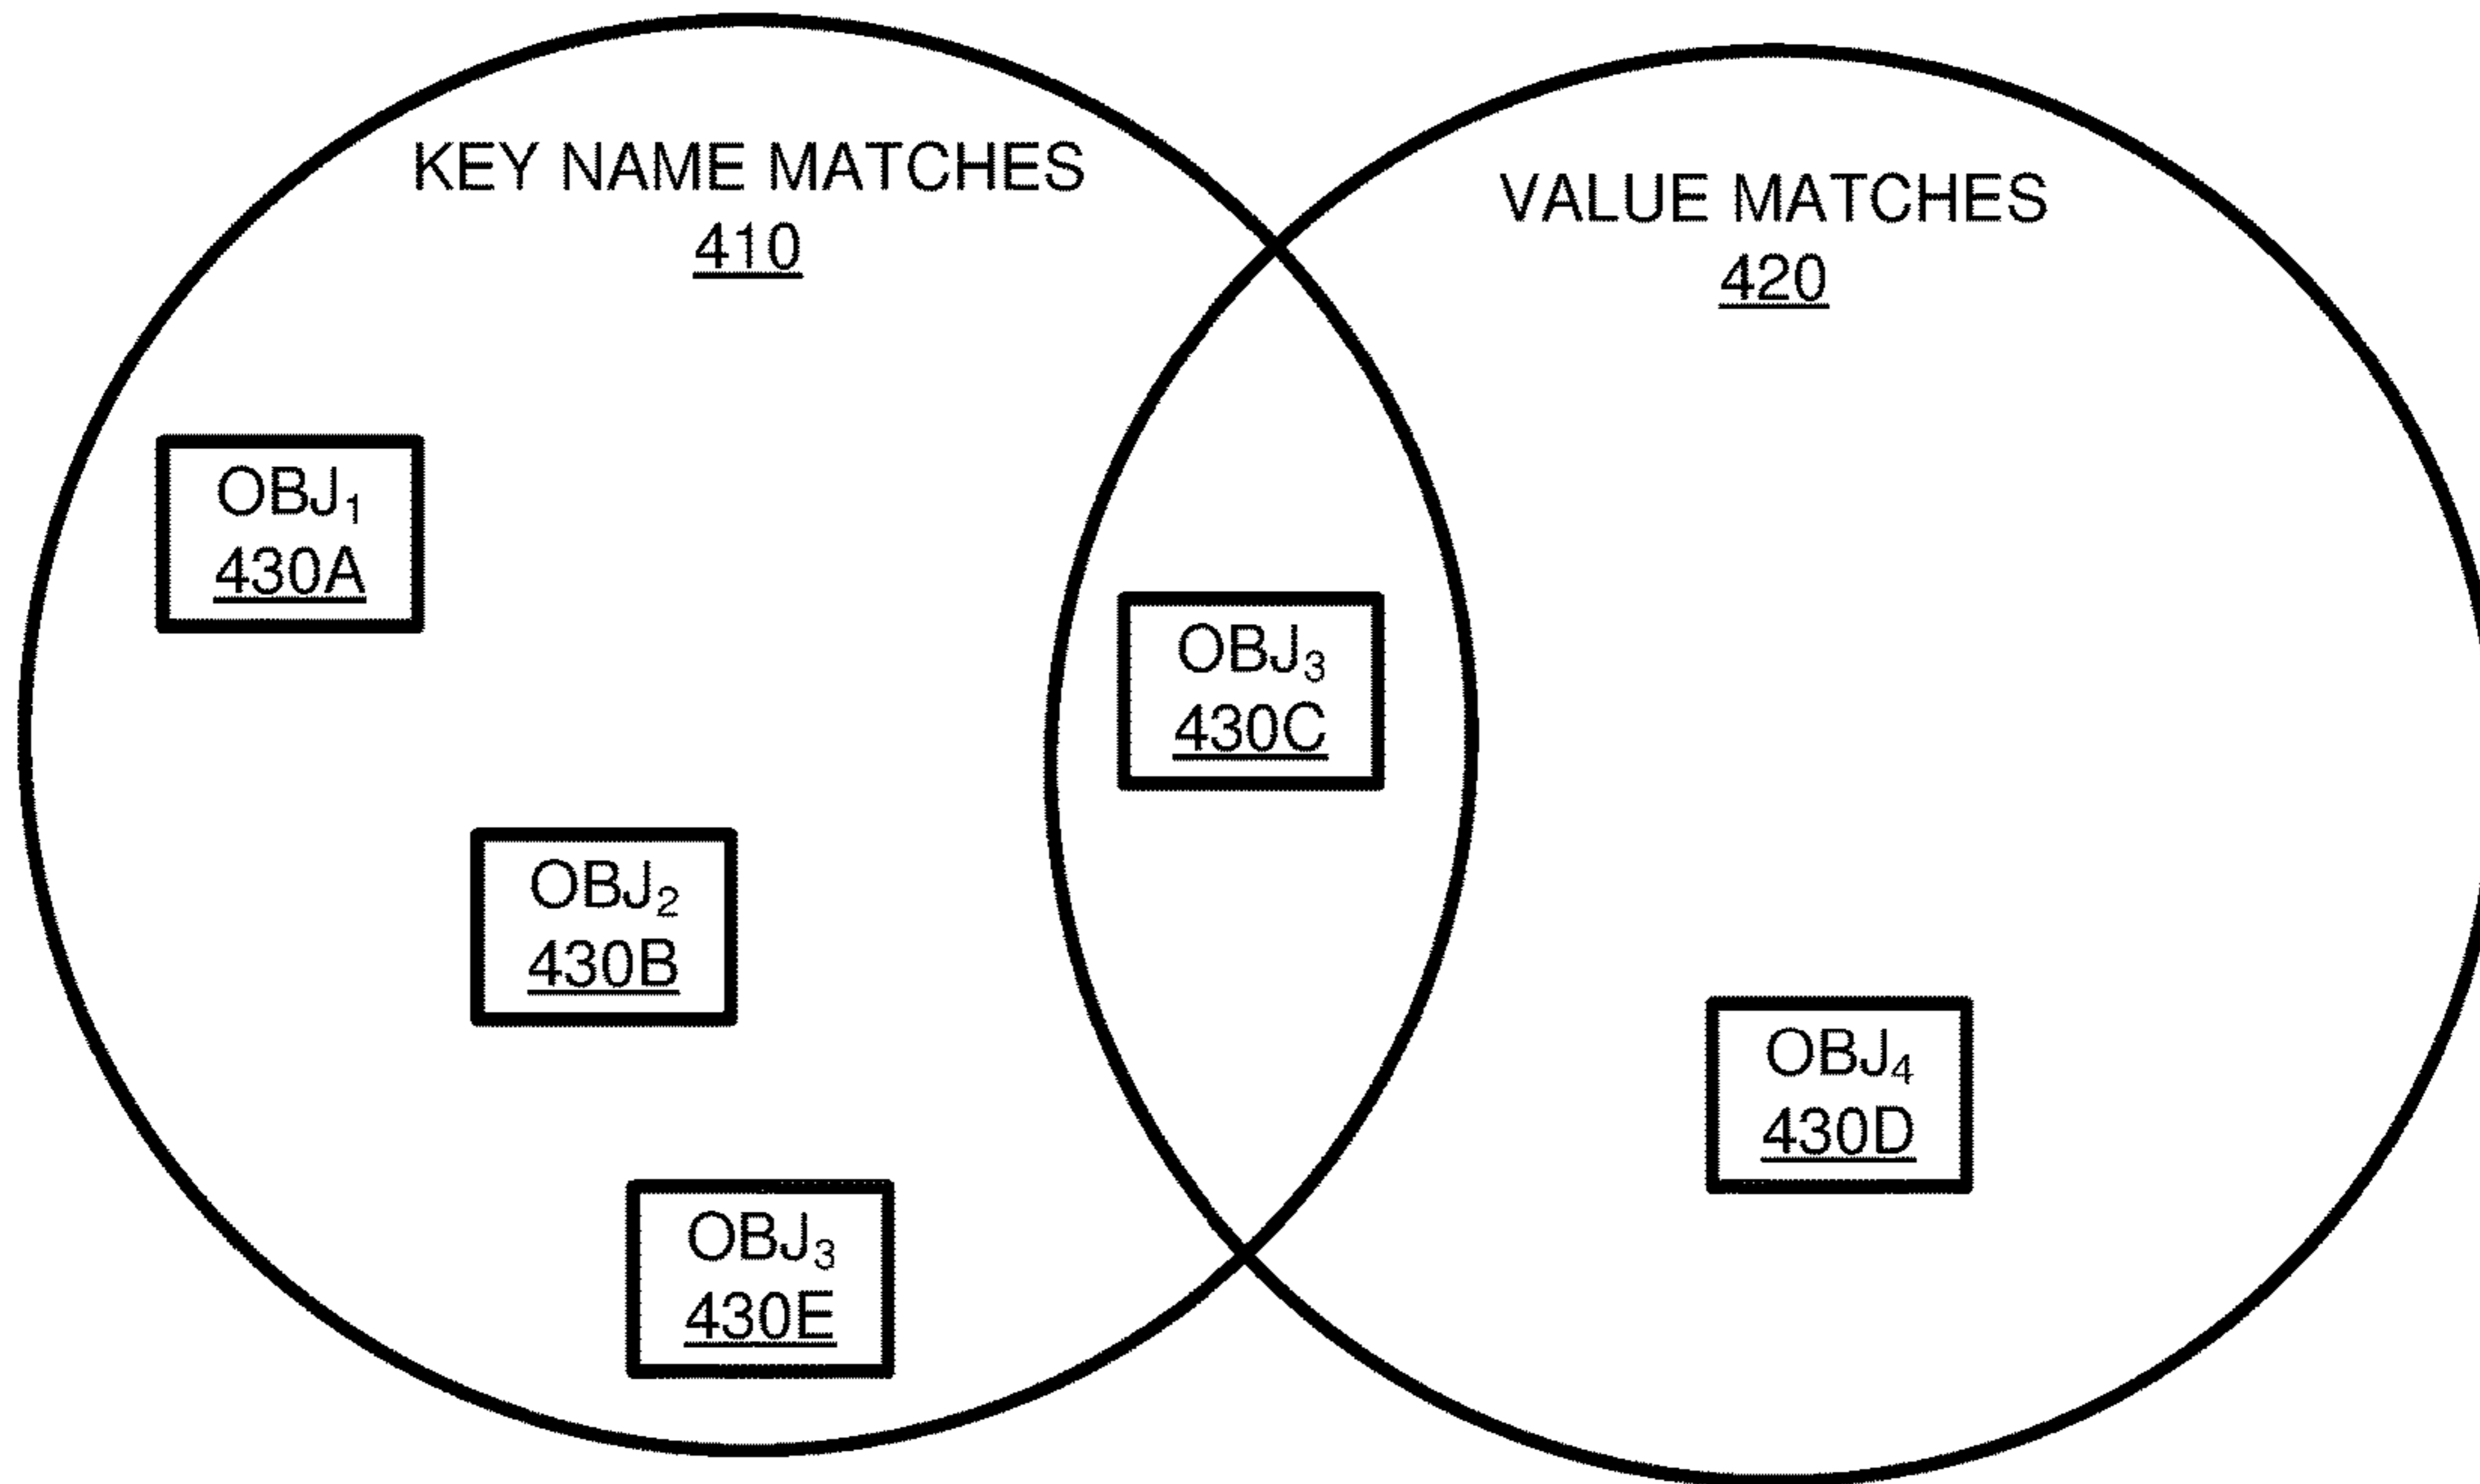 KEY NAME MATCHES
410
VALUE MATCHES
420
OBJ₁
430A
OBJ₃
430C
OBJ₂
430B
OBJ₄
430D
OBJ₃
430E